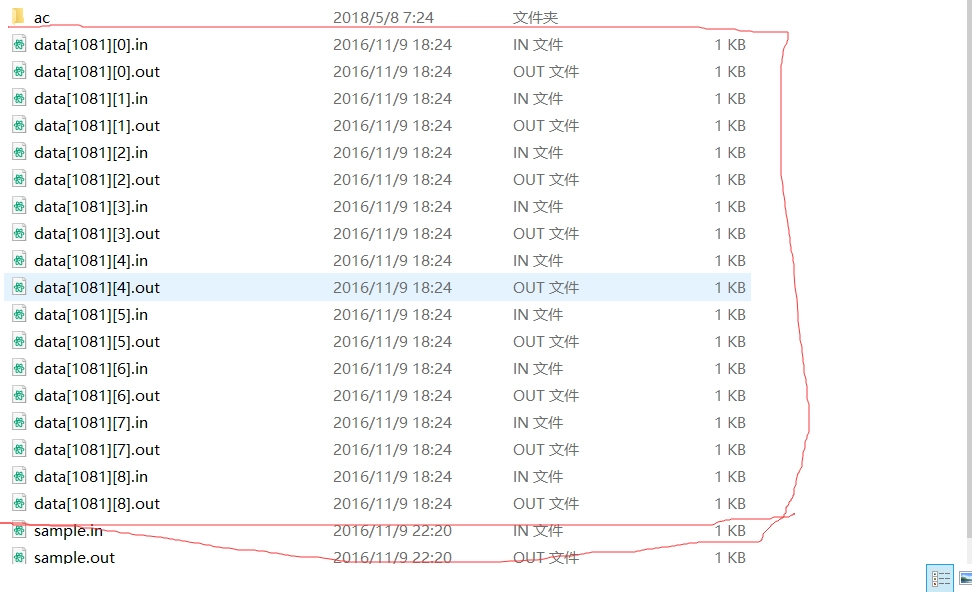 ac 2018/5/8 7:24 文件夹
data[1081][0].in 2016/11/9 18:24 IN 文件 1 KB
data[1081][0].out 2016/11/9 18:24 OUT 文件 1 KB
data[1081][1].in 2016/11/9 18:24 IN 文件 1 KB
data[1081][1].out 2016/11/9 18:24 OUT 文件 1 KB
data[1081][2].in 2016/11/9 18:24 IN 文件 1 KB
data[1081][2].out 2016/11/9 18:24 OUT 文件 1 KB
data[1081][3].in 2016/11/9 18:24 IN 文件 1 KB
data[1081][3].out 2016/11/9 18:24 OUT 文件 1 KB
data[1081][4].in 2016/11/9 18:24 IN 文件 1 KB
data[1081][4].out 2016/11/9 18:24 OUT 文件 1 KB
data[1081][5].in 2016/11/9 18:24 IN 文件 1 KB
data[1081][5].out 2016/11/9 18:24 OUT 文件 1 KB
data[1081][6].in 2016/11/9 18:24 IN 文件 1 KB
data[1081][6].out 2016/11/9 18:24 OUT 文件 1 KB
data[1081][7].in 2016/11/9 18:24 IN 文件 1 KB
data[1081][7].out 2016/11/9 18:24 OUT 文件 1 KB
data[1081][8].in 2016/11/9 18:24 IN 文件 1 KB
data[1081][8].out 2016/11/9 18:24 OUT 文件 1 KB
sample.in 2016/11/9 22:20 IN 文件 1 KB
sample.out 2016/11/9 22:20 OUT 文件 1 KB